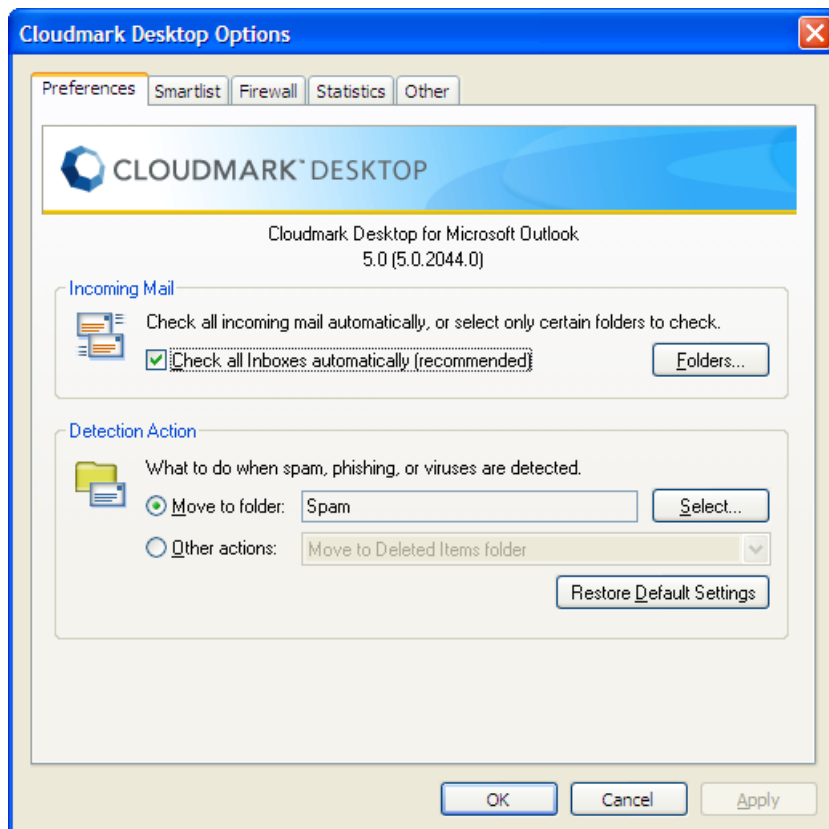 Cloudmark Desktop Options
Preferences Smartlist Firewall Statistics Other
CLOUDMARK™ DESKTOP
Cloudmark Desktop for Microsoft Outlook
5.0 (5.0.2044.0)
Incoming Mail
Check all incoming mail automatically, or select only certain folders to check.
Check all Inboxes automatically (recommended) Folders...
Detection Action
What to do when spam, phishing, or viruses are detected.
Move to folder: Spam Select...
Other actions: Move to Deleted Items folder
Restore Default Settings
OK Cancel Apply